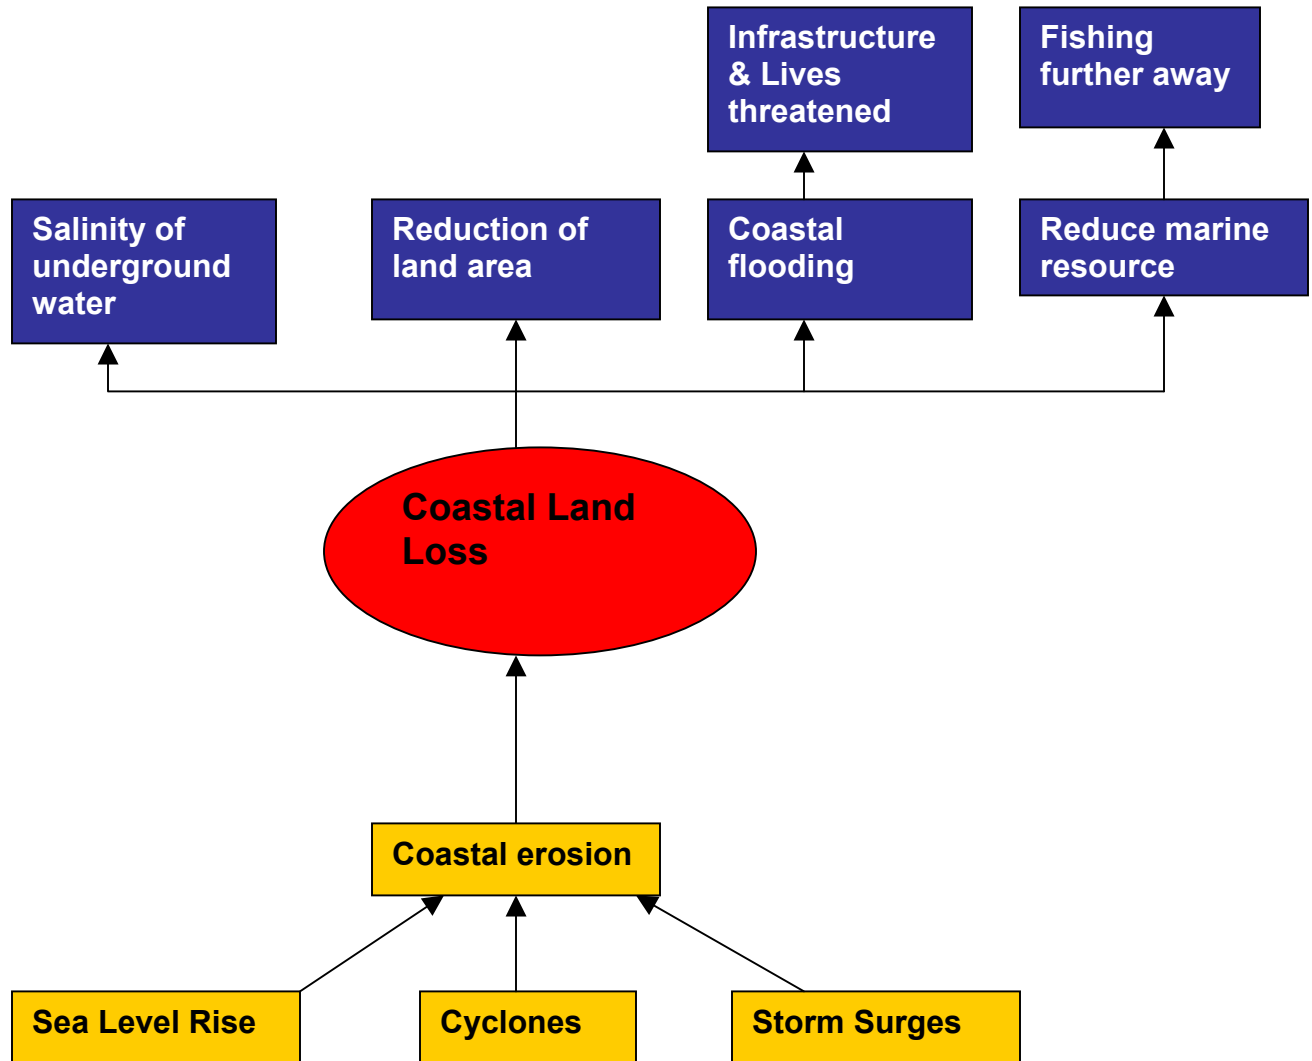 Infrastructure
& Lives
threatened
Fishing
further away
Salinity of
underground
water
Reduction of
land area
Coastal
flooding
Reduce marine
resource
Coastal Land
Loss
Coastal erosion
Sea Level Rise
Cyclones
Storm Surges